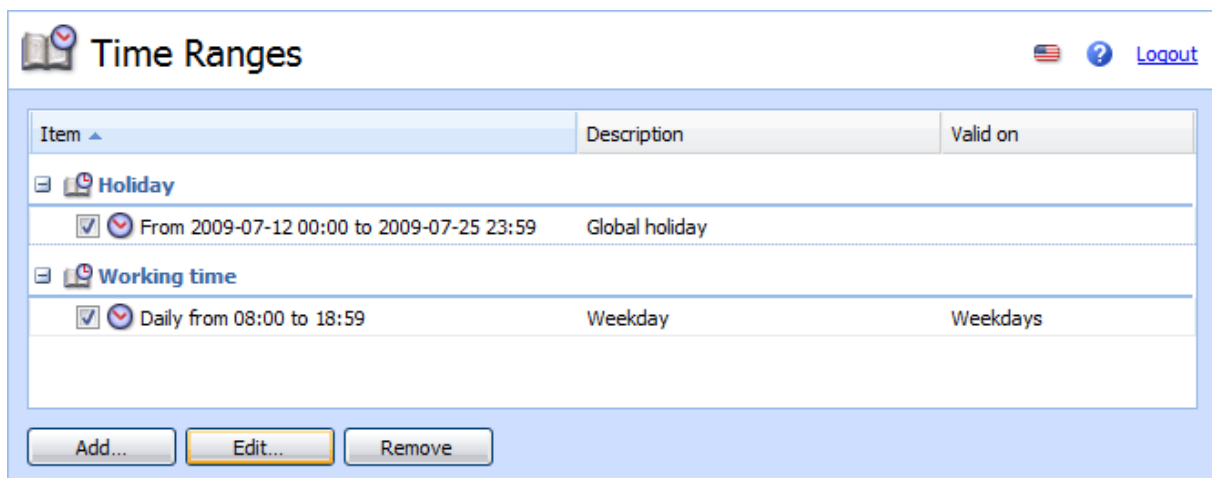 Time Ranges
Logout
Item Description Valid on
Holiday
From 2009-07-12 00:00 to 2009-07-25 23:59 Global holiday
Working time
Daily from 08:00 to 18:59 Weekday Weekdays
Add... Edit... Remove